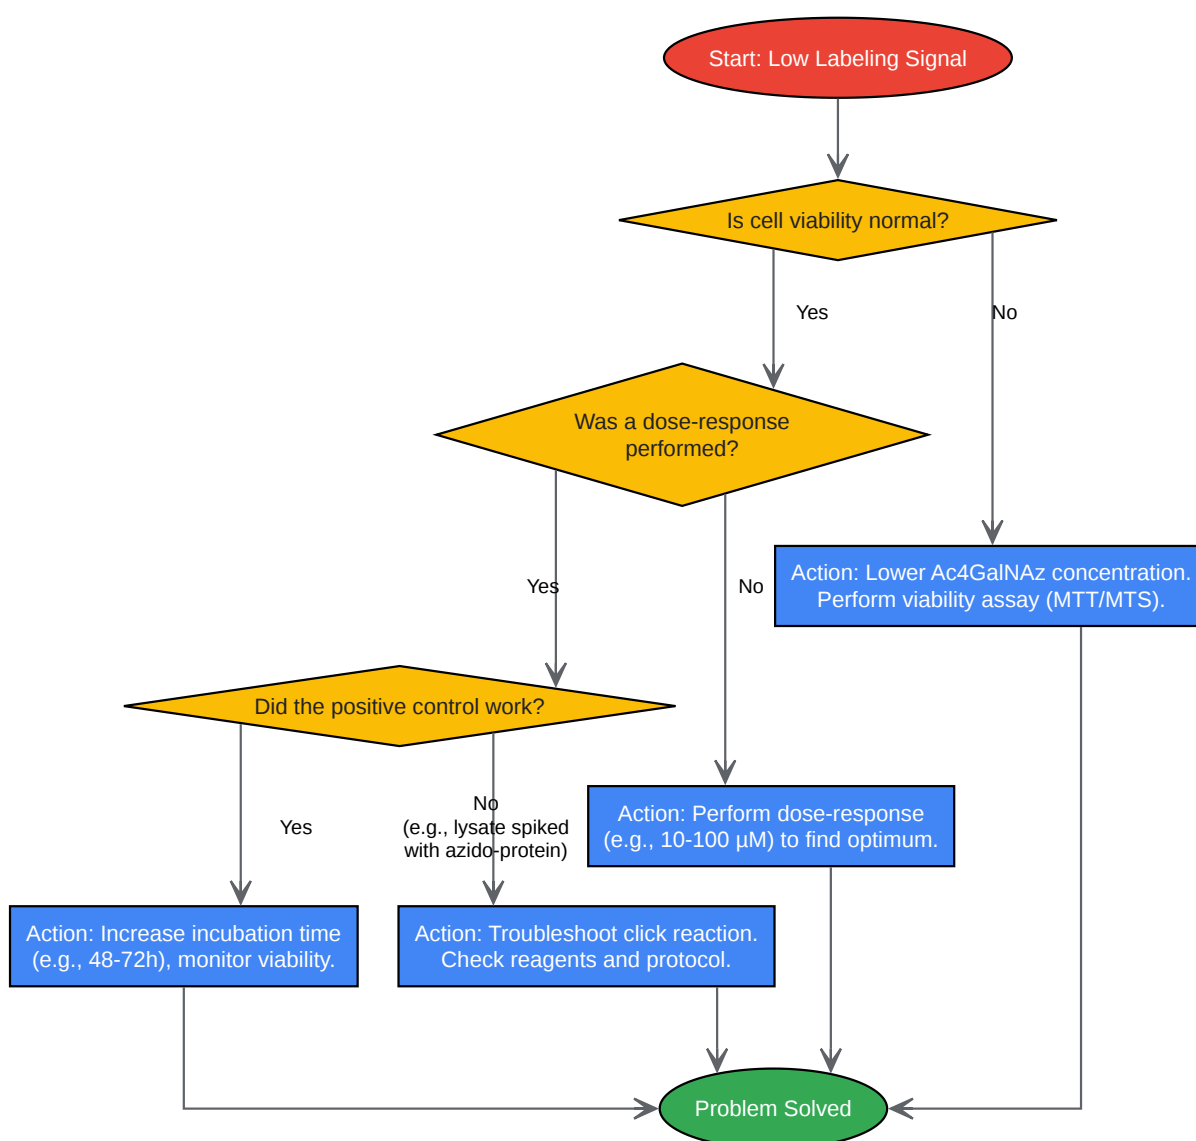 Start: Low Labeling Signal
Is cell viability normal?
Yes
No
Was a dose-response
performed?
Yes
No
Action: Lower Ac4GalNAz concentration.
Perform viability assay (MTT/MTS).
Did the positive control work?
Yes
No
(e.g., lysate spiked
with azido-protein)
Action: Perform dose-response
(e.g., 10-100 µM) to find optimum.
Action: Increase incubation time
(e.g., 48-72h), monitor viability.
Action: Troubleshoot click reaction.
Check reagents and protocol.
Problem Solved